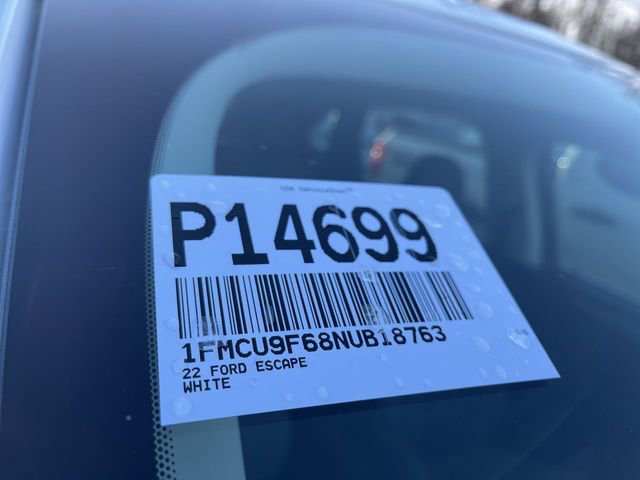 P14699
1FMCU9F68NUB18763
22 FORD ESCAPE
WHITE